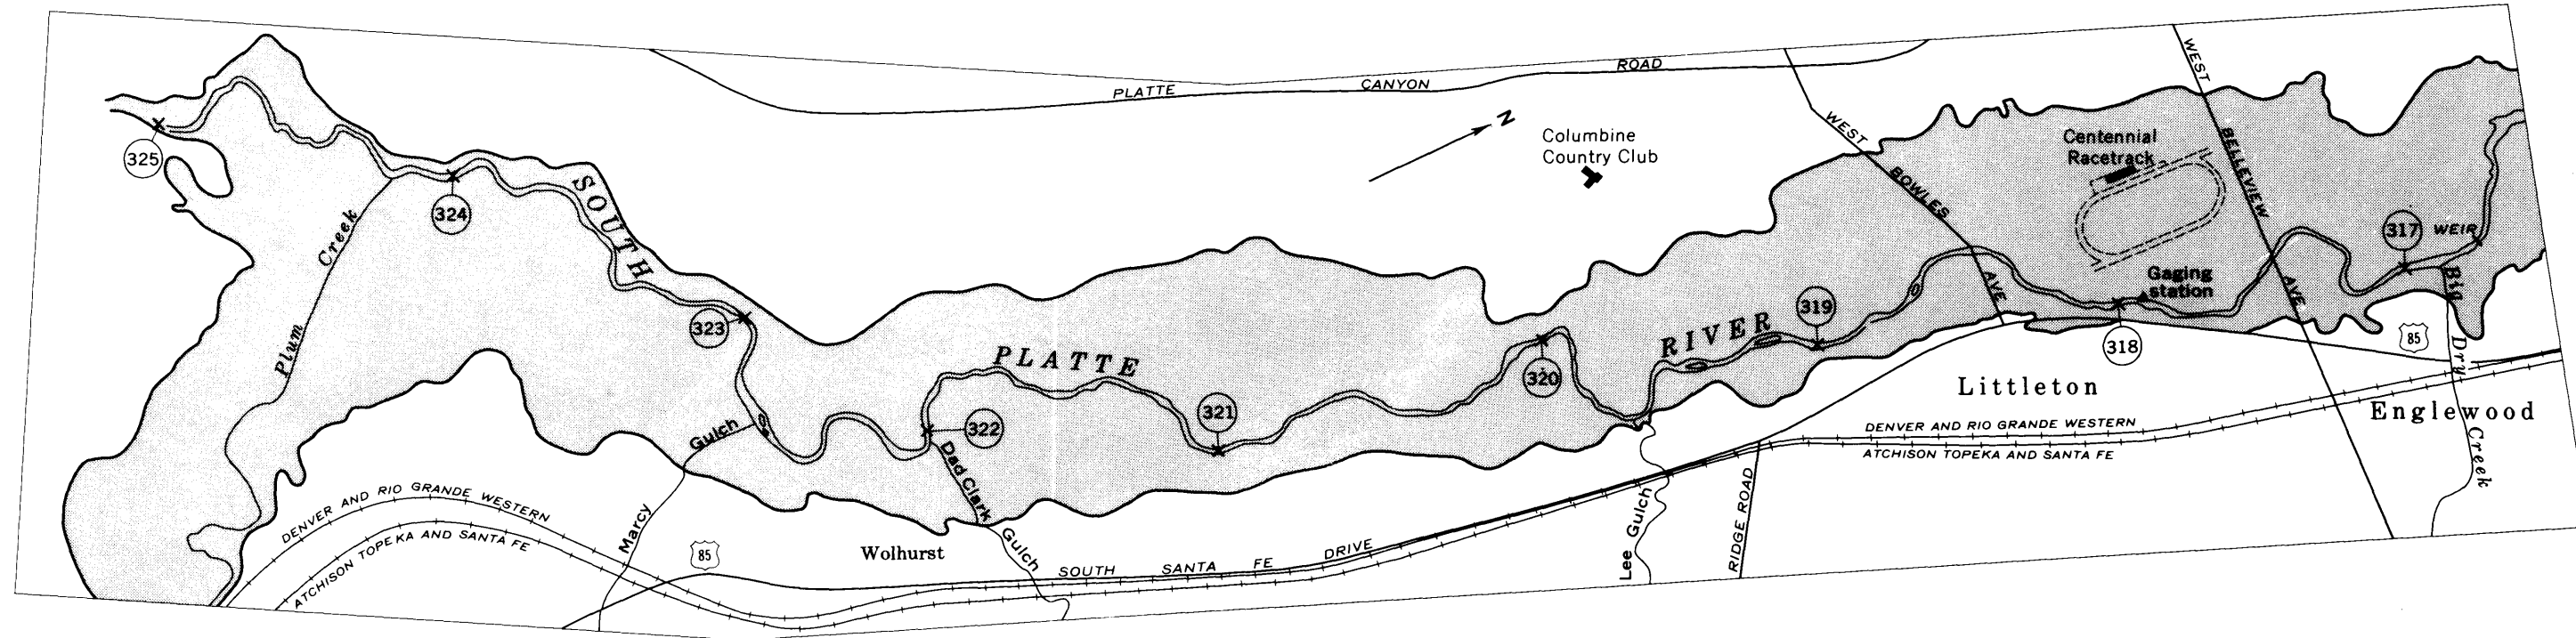 PLATTE CANYON ROAD
N
Columbine
Country Club
WEST BOWLES AVE
WEST BELLEVIEW AVE
Centennial
Racetrack
Gaging
station
WEIR
325
324
323
322
321
320
319
318
317
SOUTH PLATTE RIVER
Plum Creek
Marcy Gulch
Dad Clark Gulch
Lee Gulch
Big Dry Creek
RIDGE ROAD
Littleton
Englewood
Wolhurst
85
85
DENVER AND RIO GRANDE WESTERN
ATCHISON TOPEKA AND SANTA FE
SOUTH SANTA FE DRIVE
DENVER AND RIO GRANDE WESTERN
ATCHISON TOPEKA AND SANTA FE